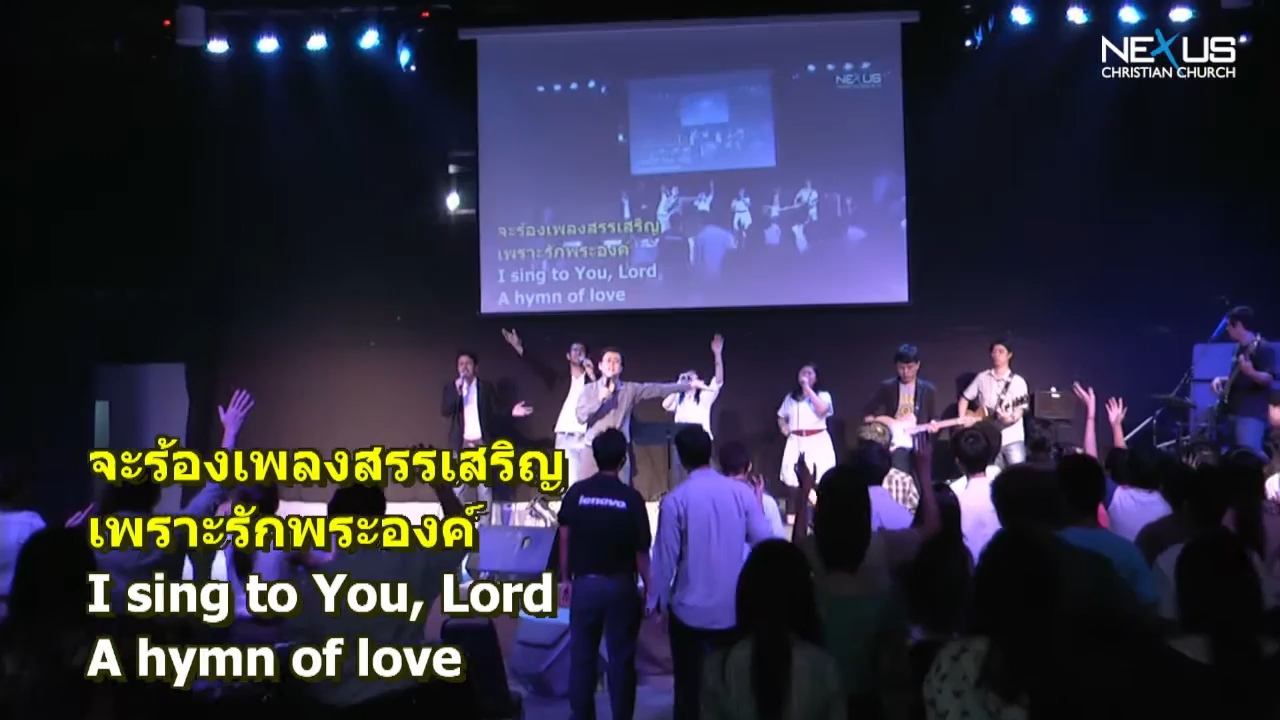 NEXUS
CHRISTIAN CHURCH
NEXUS
จะร้องเพลงสรรเสริญ
เพราะรักพระองค์
I sing to You, Lord
A hymn of love
จะร้องเพลงสรรเสริญ
เพราะรักพระองค์
I sing to You, Lord
A hymn of love
lenovo